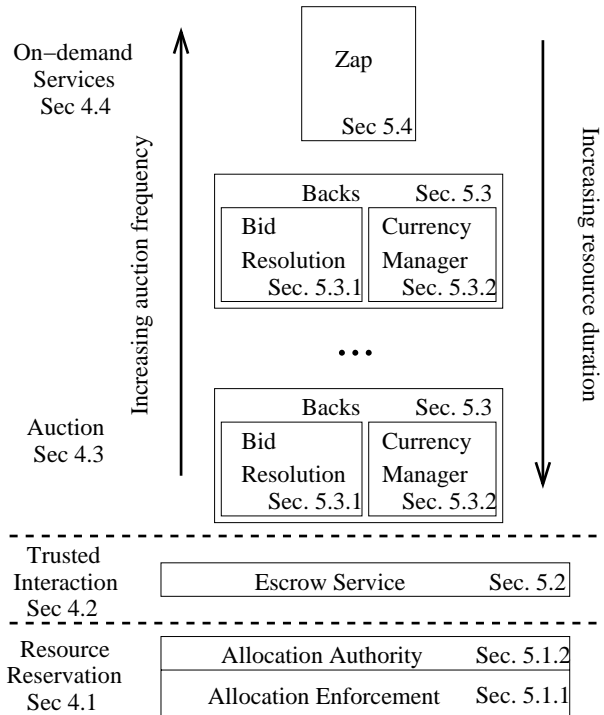 On−demand
Services
Sec 4.4
Increasing auction frequency
Zap
Sec 5.4
Increasing resource duration
Backs Sec. 5.3
Bid
Resolution
Sec. 5.3.1
Currency
Manager
Sec. 5.3.2
...
Auction
Sec 4.3
Backs Sec. 5.3
Bid
Resolution
Sec. 5.3.1
Currency
Manager
Sec. 5.3.2
Trusted
Interaction
Sec 4.2
Escrow Service Sec. 5.2
Resource
Reservation
Sec 4.1
Allocation Authority Sec. 5.1.2
Allocation Enforcement Sec. 5.1.1